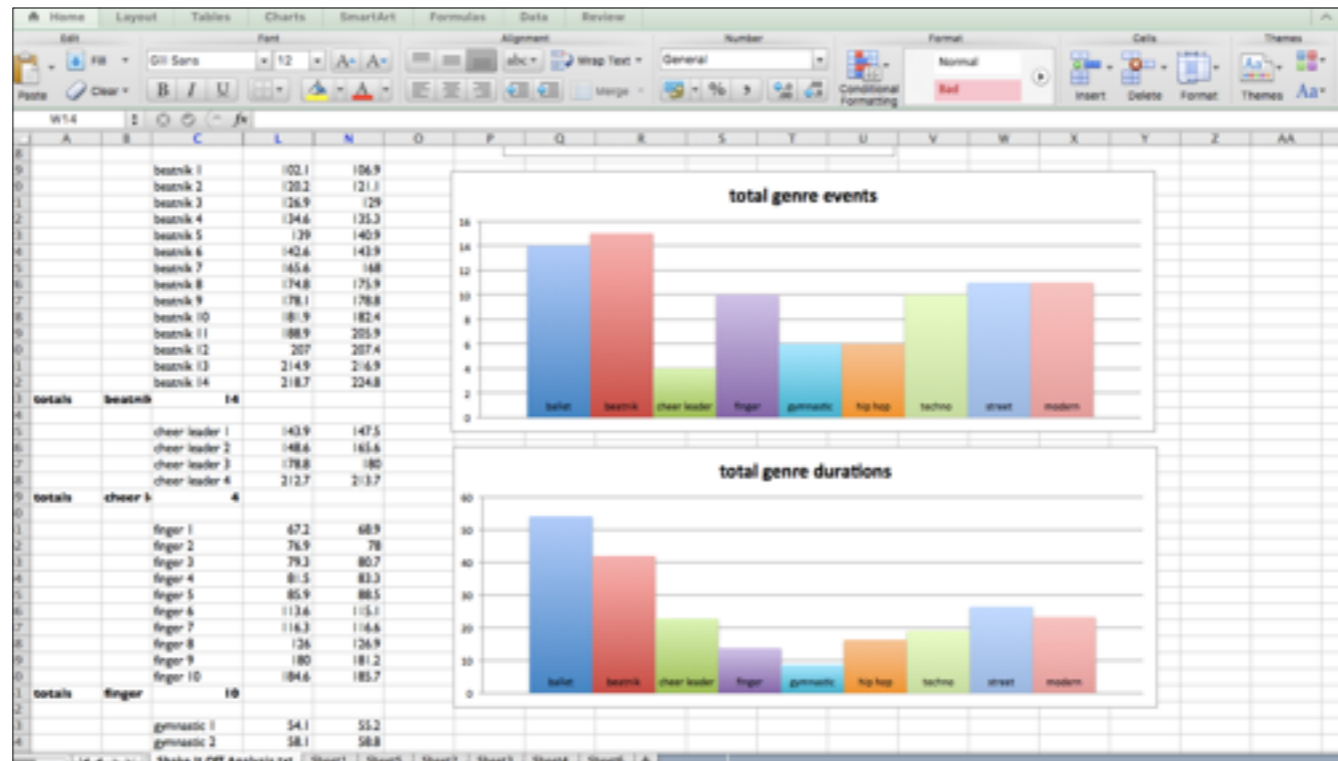 Home Layout Tables Charts SmartArt Formulas Data Review
Edit Font Alignment Number Format Cells Themes
Fill Gill Sans 12 A A abc Wrap Text General Normal
Paste Clear B I U Merge % Conditional Formatting Bad Insert Delete Format Themes Aa
W14 fx
A B C L N O P Q R S T U V W X Y Z AA
beatnik 1 102.1 106.9
beatnik 2 120.2 121.1
beatnik 3 126.9 129
beatnik 4 134.6 135.3
beatnik 5 139 140.9
beatnik 6 142.6 143.9
beatnik 7 165.6 168
beatnik 8 174.8 175.9
beatnik 9 178.1 178.8
beatnik 10 181.9 182.4
beatnik 11 188.9 205.9
beatnik 12 207 207.4
beatnik 13 214.9 216.9
beatnik 14 218.7 224.8
totals beatnik 14
cheer leader 1 143.9 147.5
cheer leader 2 148.6 165.6
cheer leader 3 178.8 180
cheer leader 4 212.7 213.7
totals cheer l 4
finger 1 67.2 68.9
finger 2 76.9 78
finger 3 79.3 80.7
finger 4 81.5 83.3
finger 5 85.9 88.5
finger 6 113.6 115.1
finger 7 116.3 116.6
finger 8 126 126.9
finger 9 180 181.2
finger 10 184.6 185.7
totals finger 10
gymnastic 1 54.1 55.2
gymnastic 2 58.1 58.8
total genre events
16
14
12
10
8
6
4
2
0
ballet beatnik cheer leader finger gymnastic hip hop techno street modern
total genre durations
60
50
40
30
20
10
0
ballet beatnik cheer leader finger gymnastic hip hop techno street modern
Shake It Off Analysis.txt Sheet1 Sheet5 Sheet2 Sheet3 Sheet4 Sheet6